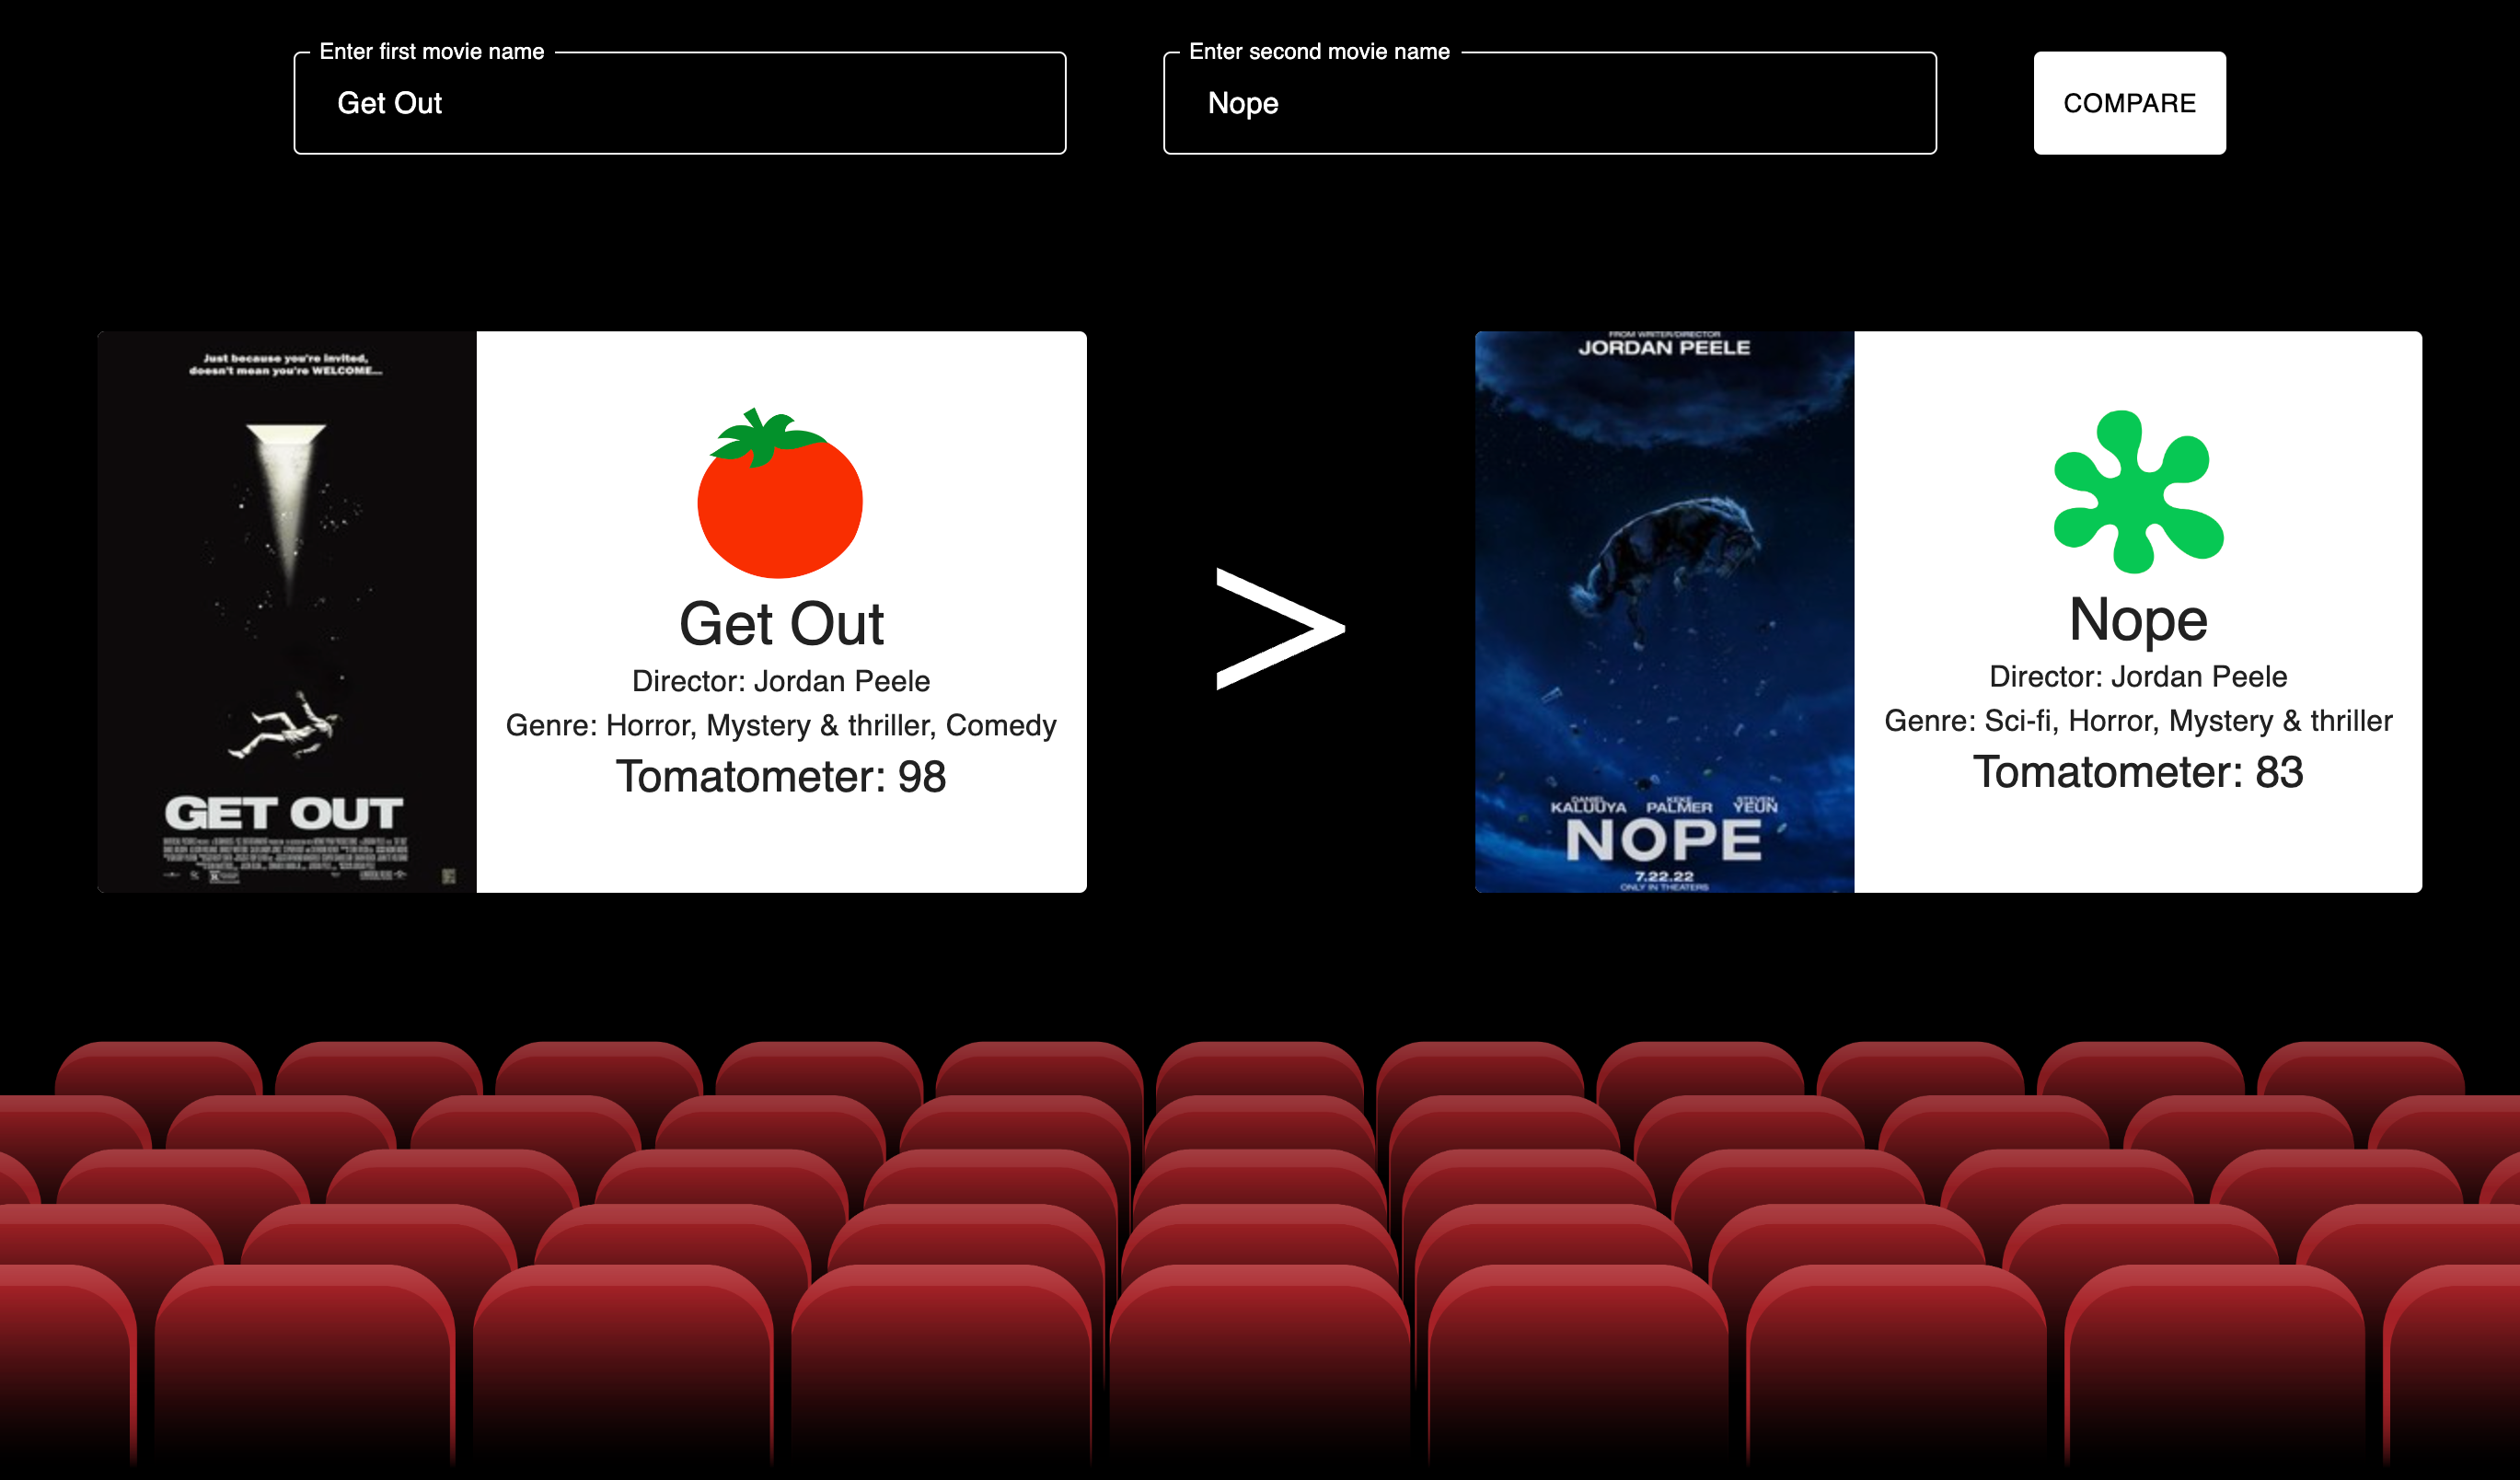 Enter first movie name
Get Out
Enter second movie name
Nope
COMPARE
Just because you're invited,
doesn't mean you're WELCOME...
GET OUT
Get Out
Director: Jordan Peele
Genre: Horror, Mystery & thriller, Comedy
Tomatometer: 98
>
FROM WRITER/DIRECTOR
JORDAN PEELE
DANIEL KALUUYA KEKE PALMER STEVEN YEUN
NOPE
7.22.22
ONLY IN THEATERS
Nope
Director: Jordan Peele
Genre: Sci-fi, Horror, Mystery & thriller
Tomatometer: 83